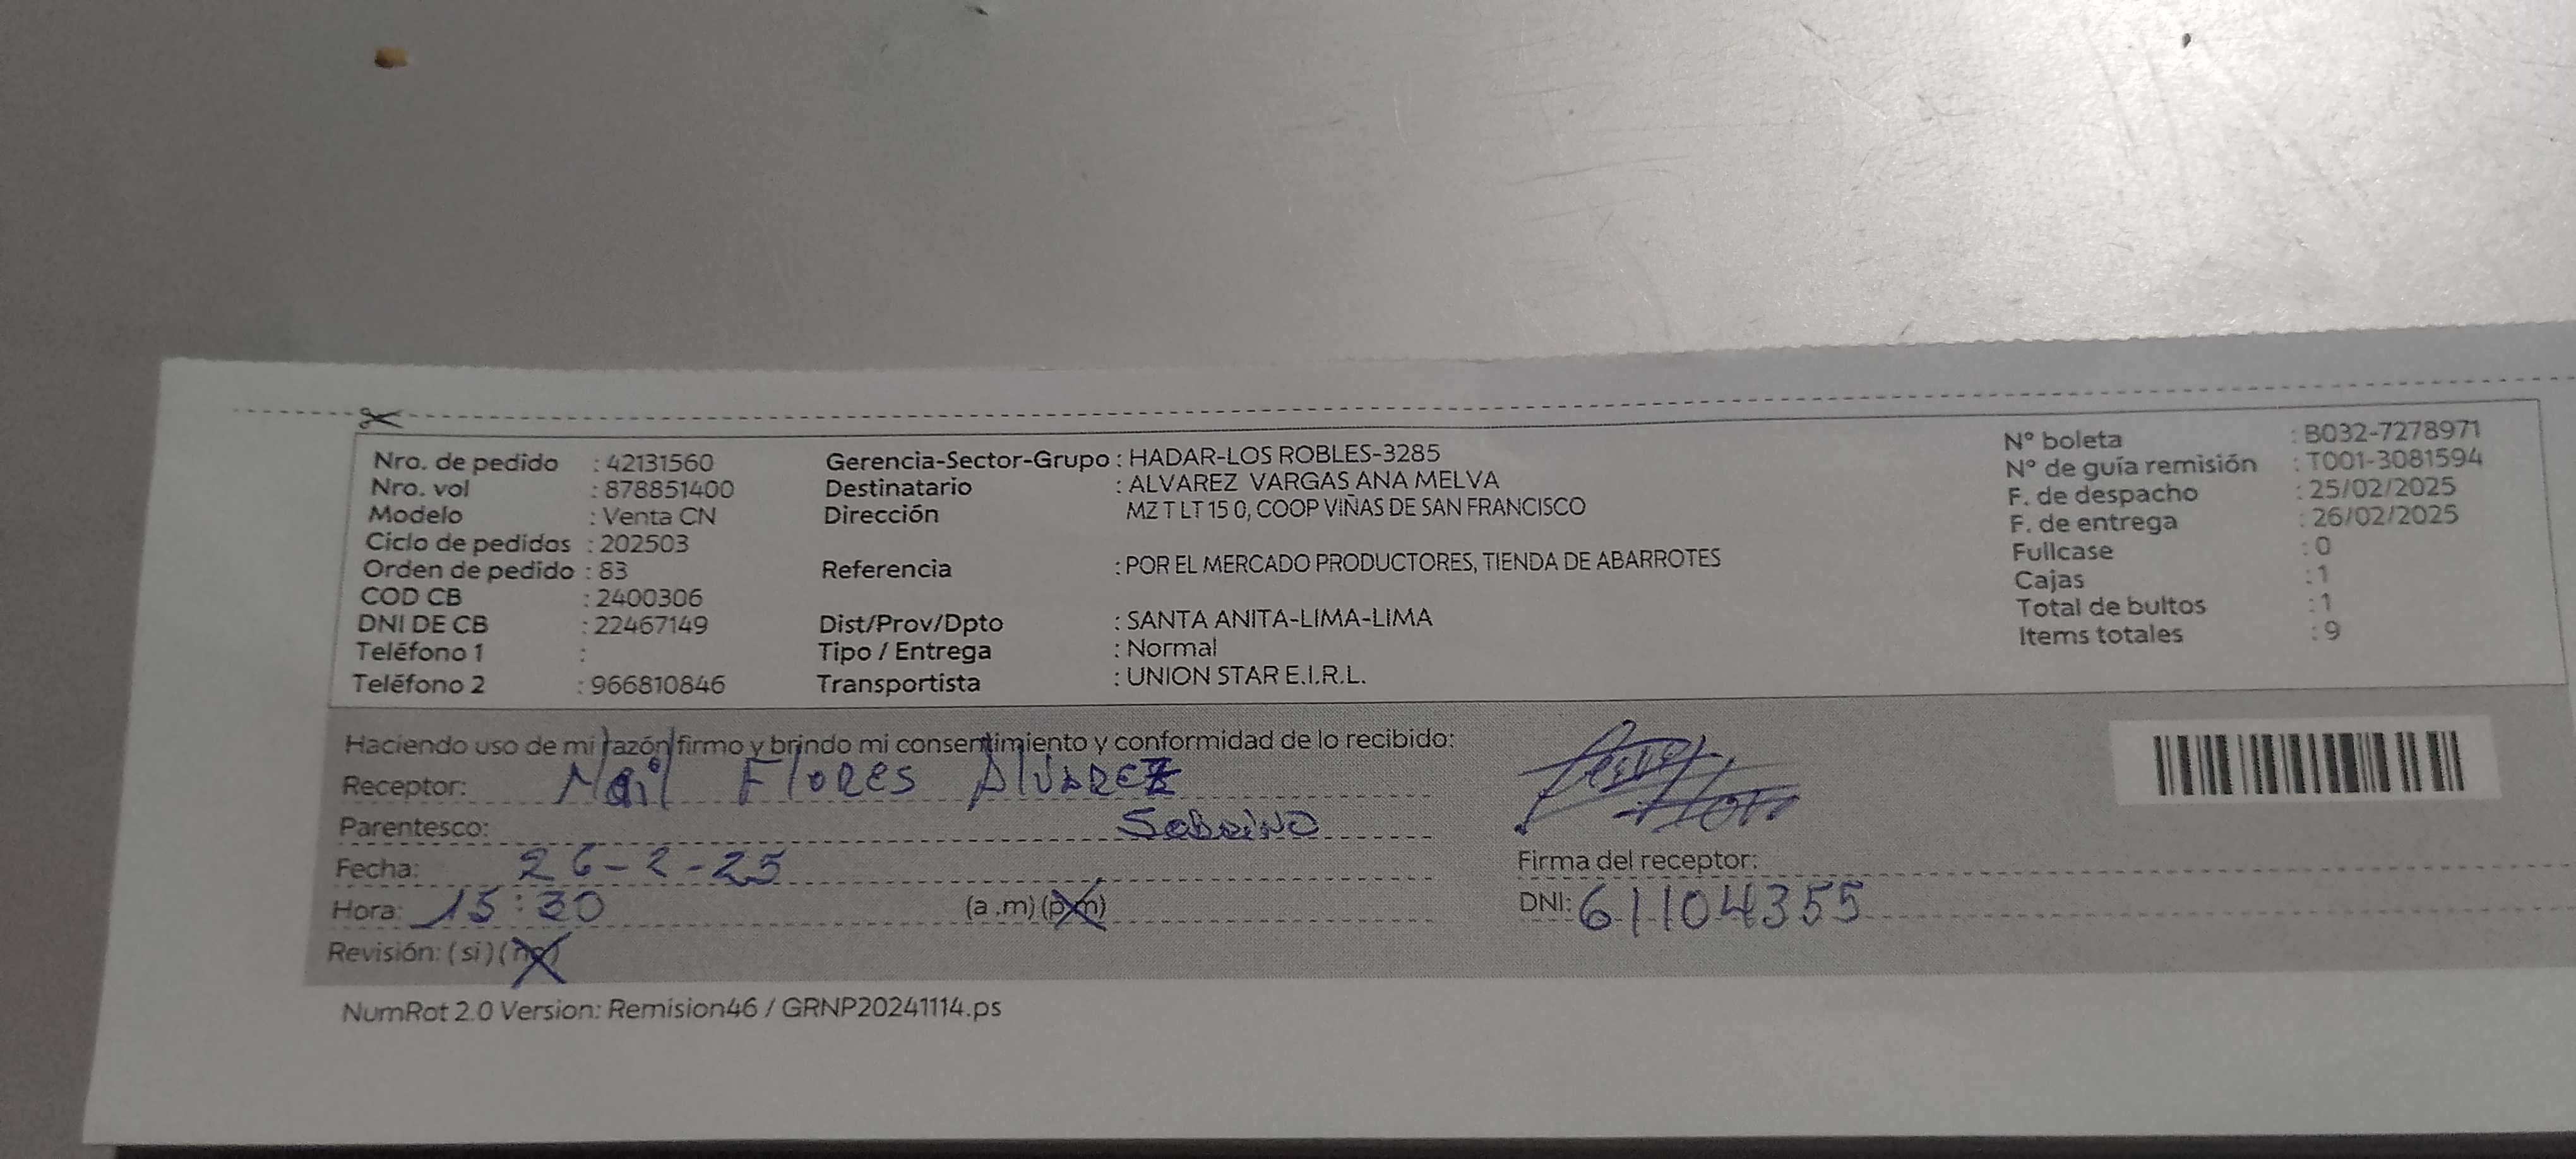 Nro. de pedido : 42131560
Nro. vol : 878851400
Modelo : Venta CN
Ciclo de pedidos : 202503
Orden de pedido : 83
COD CB : 2400306
DNI DE CB : 22467149
Teléfono 1 :
Teléfono 2 : 966810846
Gerencia-Sector-Grupo : HADAR-LOS ROBLES-3285
Destinatario : ALVAREZ VARGAS ANA MELVA
Dirección MZ T LT 15 0, COOP VIÑAS DE SAN FRANCISCO
Referencia : POR EL MERCADO PRODUCTORES, TIENDA DE ABARROTES
Dist/Prov/Dpto : SANTA ANITA-LIMA-LIMA
Tipo / Entrega : Normal
Transportista : UNION STAR E.I.R.L.
N° boleta : B032-7278971
N° de guía remisión : T001-3081594
F. de despacho : 25/02/2025
F. de entrega : 26/02/2025
Fullcase : 0
Cajas : 1
Total de bultos : 1
Items totales : 9
Haciendo uso de mi razón firmo y brindo mi consentimiento y conformidad de lo recibido:
Receptor: Flores Alvarez
Parentesco: Sobrino
Fecha: 26-2-25
Hora: 15:30 (a .m) (p.m)
Revisión: (si) (no)
Firma del receptor:
DNI: 61104355
NumRot 2.0 Version: Remision46 / GRNP20241114.ps